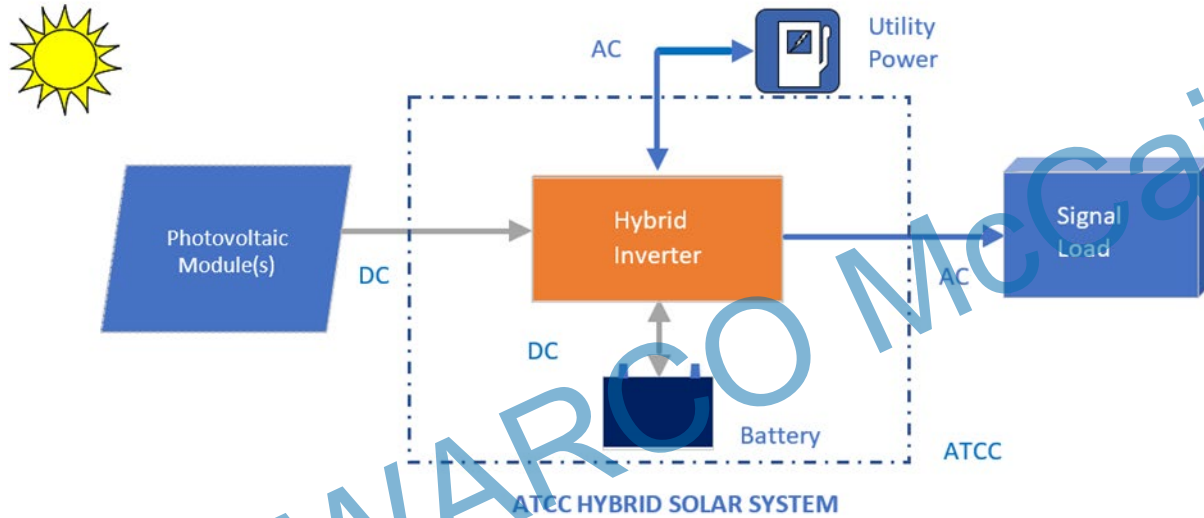 AC
Utility
Power
Photovoltaic
Module(s)
DC
Hybrid
Inverter
Signal
Load
AC
DC
Battery
ATCC
ATCC HYBRID SOLAR SYSTEM
WARCO McCai